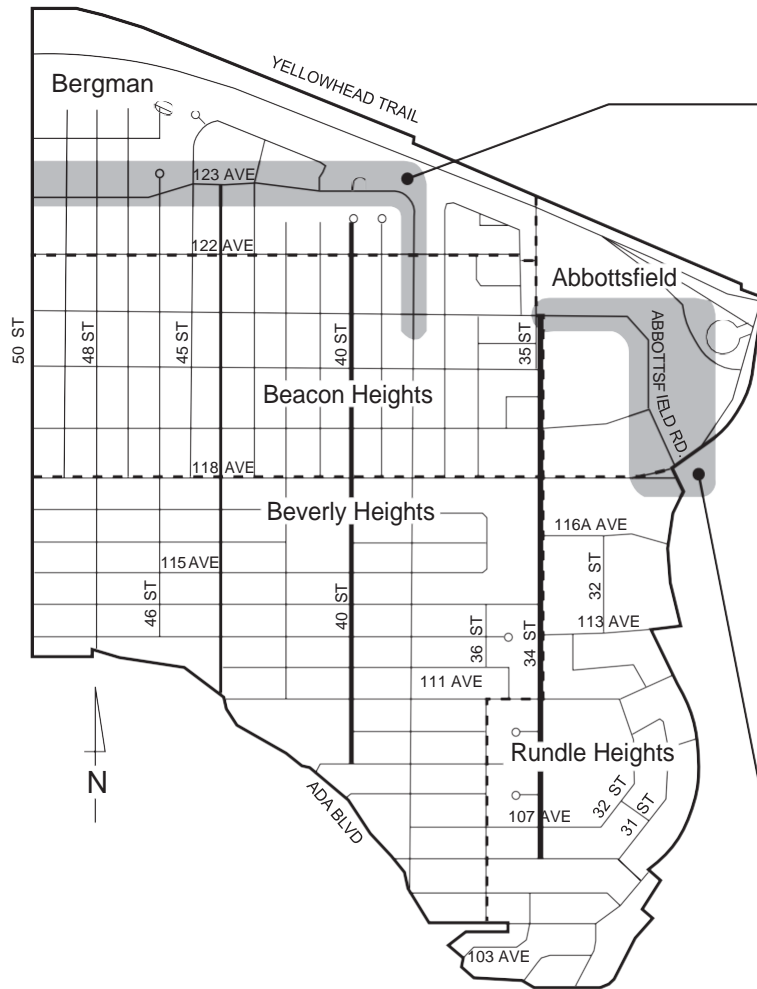 YELLOWHEAD TRAIL
Bergman
123 AVE
122 AVE
Abbottsfield
50 ST
48 ST
45 ST
40 ST
35 ST
ABBOTTSFIELD RD.
Beacon Heights
118 AVE
Beverly Heights
116A AVE
115 AVE
46 ST
40 ST
36 ST
34 ST
32 ST
113 AVE
111 AVE
N
Rundle Heights
ADA BLVD
107 AVE
32 ST
31 ST
103 AVE